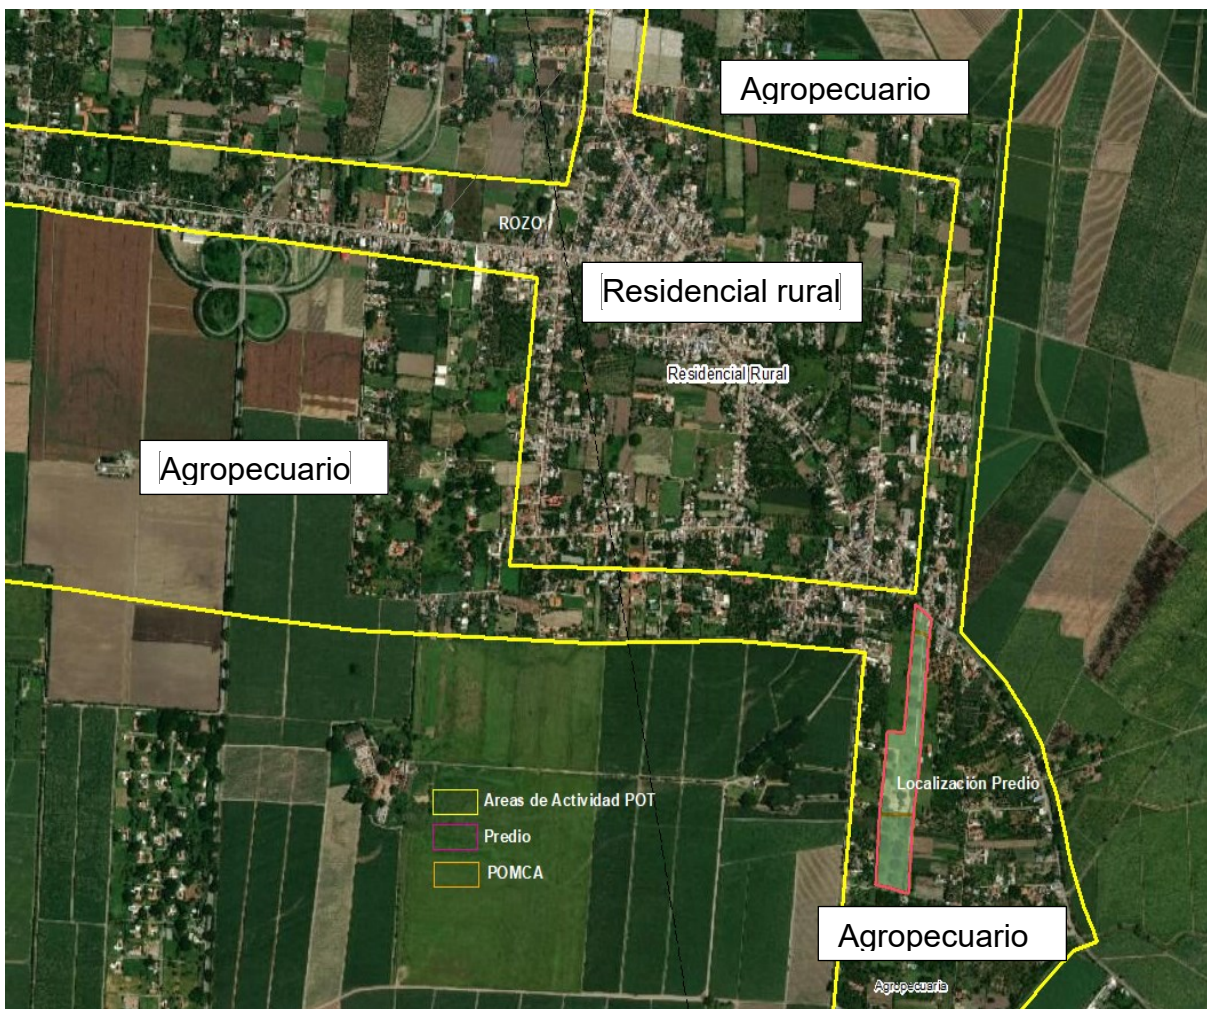 Agropecuario
ROZO
Residencial rural
Residencial Rural
Agropecuario
Localización Predio
Areas de Actividad POT
Predio
POMCA
Agropecuario
Agropecuaria